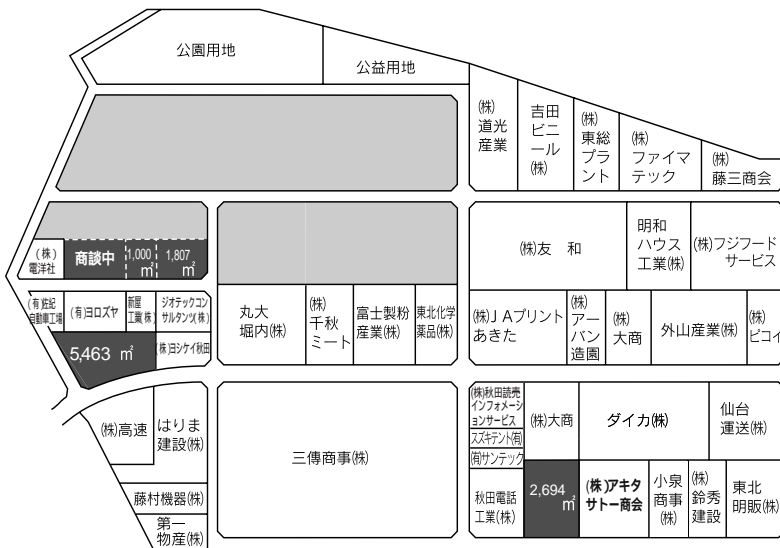 公園用地
公益用地
(株)
道光
産業
吉田
ビニ
ール
(株)
(株)
東総
プラ
ント
(株)
ファイマ
テック
(株)
藤三商会
(株)
電洋社
商談中
1,000
㎡
1,807
㎡
(株)友 和
明和
ハウス
工業(株)
(株)フジフード
サービス
(有)佐紀
自動車工場
(有)ヨロズヤ
新屋
工業(株)
ジオテックコン
サルタンツ(株)
5,463 ㎡
(株)ヨシケイ秋田
丸大
堀内(株)
(株)
千秋
ミート
富士製粉
産業(株)
東北化学
薬品(株)
(株)JAプリント
あきた
(株)
アー
バン
造園
(株)
大商
外山産業(株)
(株)
ビコイ
(株)高速
はりま
建設(株)
三傳商事(株)
(株)秋田読売
インフォメーシ
ョンサービス
スズキテント(有)
(有)サンテック
(株)大商
ダイカ(株)
仙台
運送(株)
藤村機器(株)
第一
物産(株)
秋田電話
工業(株)
2,694
㎡
(株)アキタ
サトー商会
小泉
商事
(株)
(株)
鈴秀
建設
東北
明販(株)